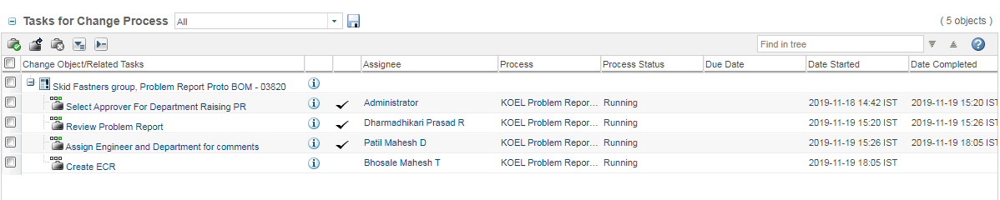 Tasks for Change Process All ( 5 objects )
Find in tree
Change Object/Related Tasks Assignee Process Process Status Due Date Date Started Date Completed
Skid Fastners group, Problem Report Proto BOM - 03820
Select Approver For Department Raising PR Administrator KOEL Problem Repor... Running 2019-11-18 14:42 IST 2019-11-19 15:20 IST
Review Problem Report Dharmadhikari Prasad R KOEL Problem Repor... Running 2019-11-19 15:20 IST 2019-11-19 15:26 IST
Assign Engineer and Department for comments Patil Mahesh D KOEL Problem Repor... Running 2019-11-19 15:26 IST 2019-11-19 18:05 IST
Create ECR Bhosale Mahesh T KOEL Problem Repor... Running 2019-11-19 18:05 IST